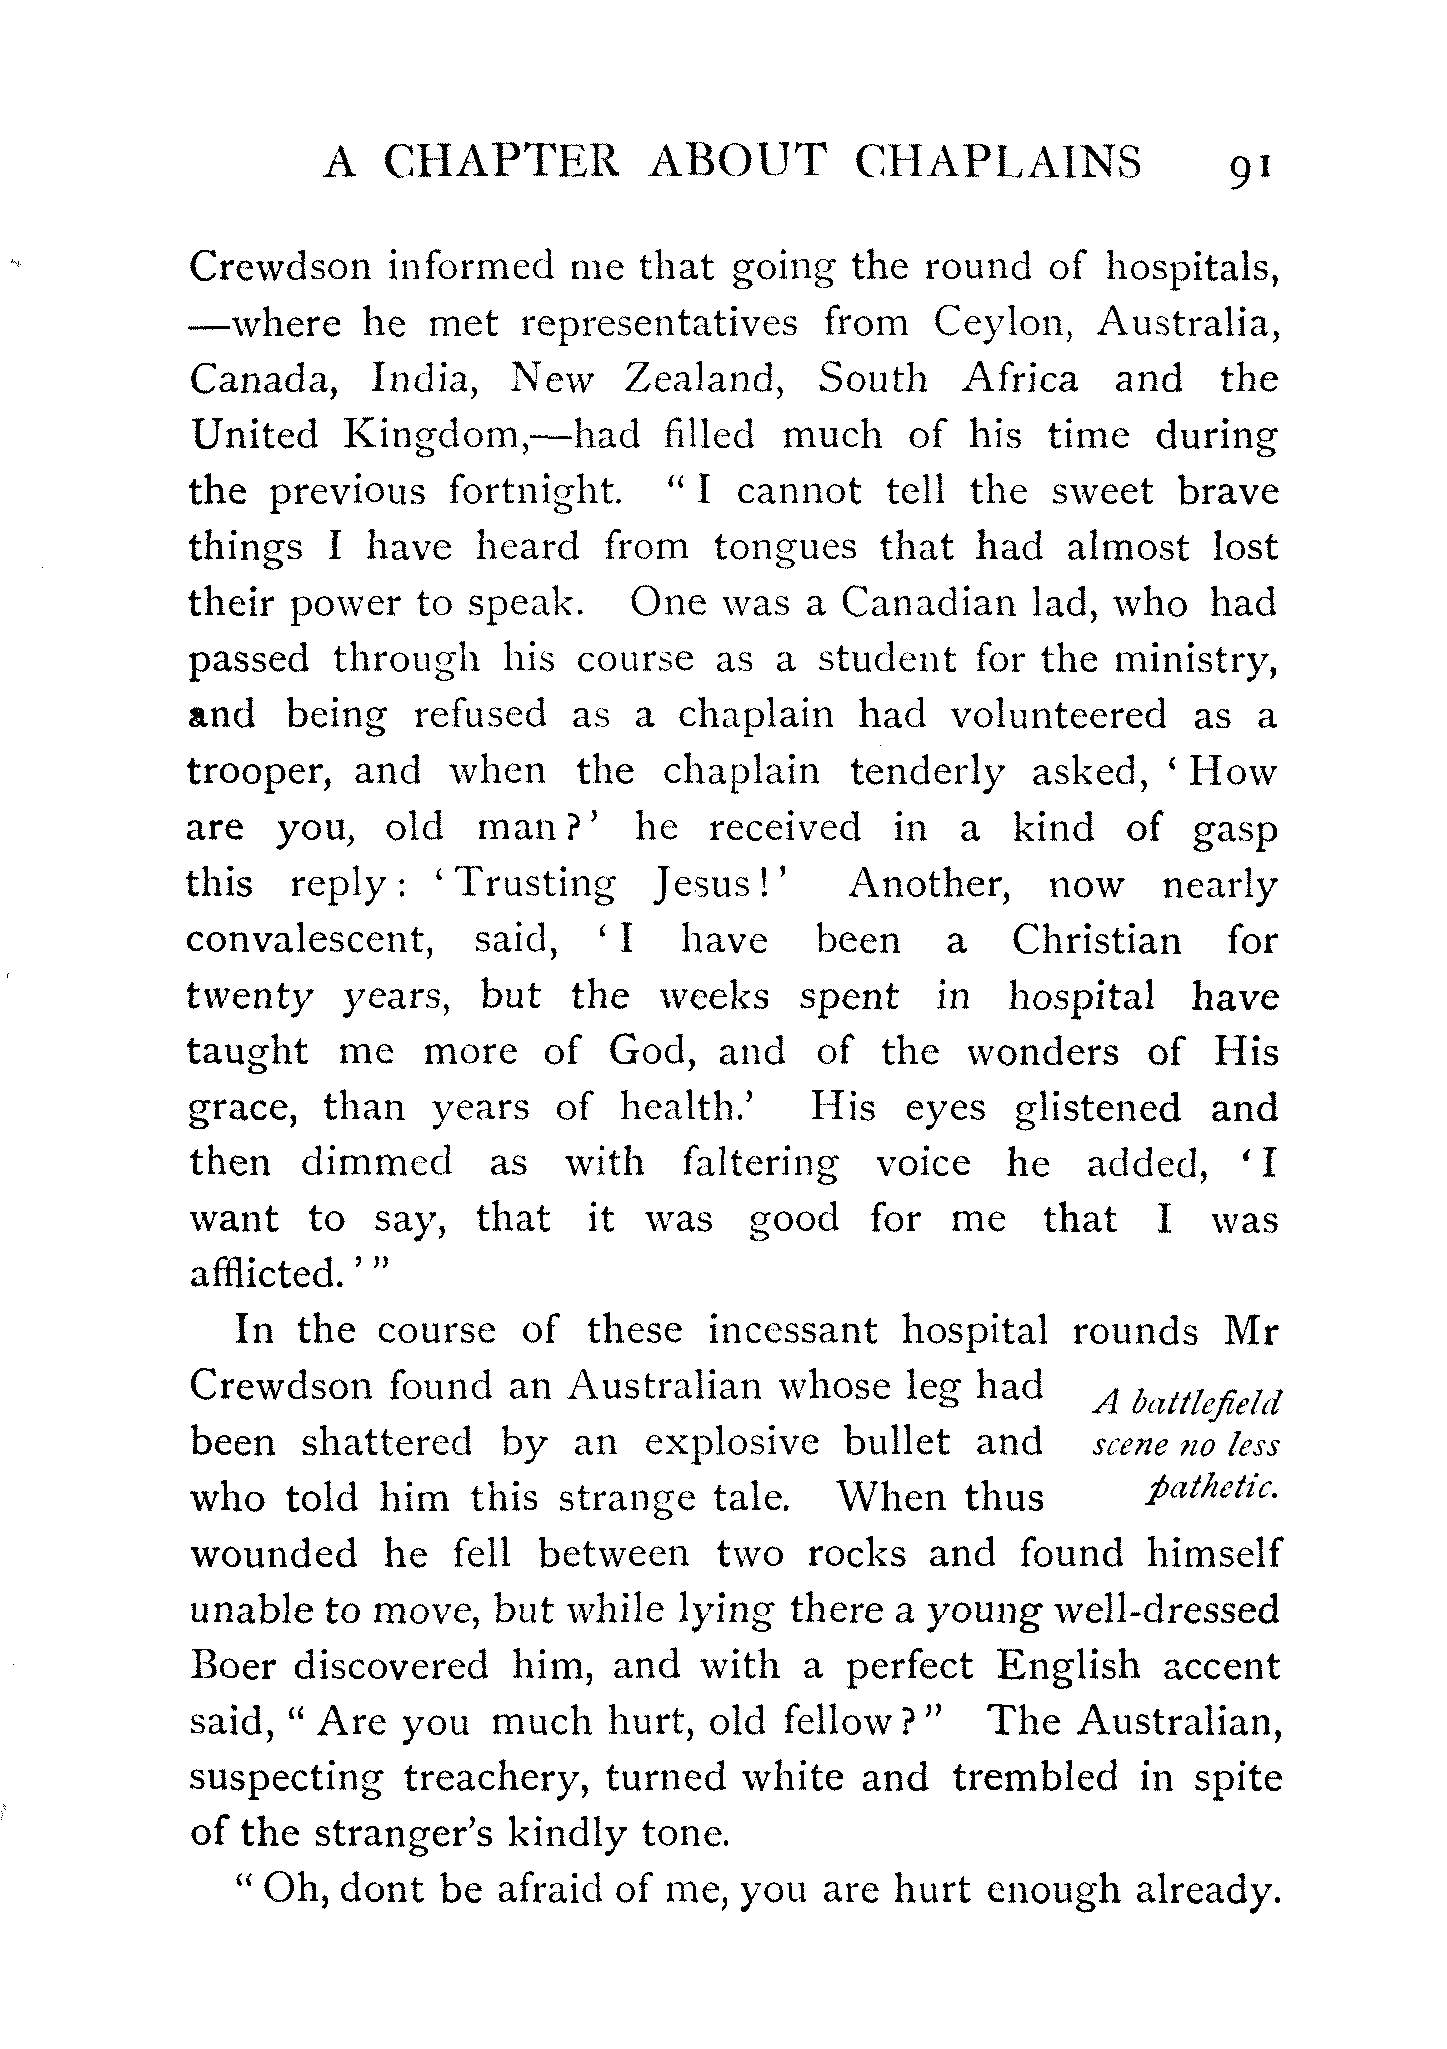 A CHAPTER ABOUT CHAPLAINS 91
Crewdson informed me that going the round of hospitals,
—where he met representatives from Ceylon, Australia,
Canada, India, New Zealand, South Africa and the
United Kingdom,—had filled much of his time during
the previous fortnight. “I cannot tell the sweet brave
things I have heard from tongues that had almost lost
their power to speak. One was a Canadian lad, who had
passed through his course as a student for the ministry,
and being refused as a chaplain had volunteered as a
trooper, and when the chaplain tenderly asked, ‘How
are you, old man?’ he received in a kind of gasp
this reply: ‘Trusting Jesus!’ Another, now nearly
convalescent, said, ‘I have been a Christian for
twenty years, but the weeks spent in hospital have
taught me more of God, and of the wonders of His
grace, than years of health.’ His eyes glistened and
then dimmed as with faltering voice he added, ‘I
want to say, that it was good for me that I was
afflicted.’”
In the course of these incessant hospital rounds Mr
Crewdson found an Australian whose leg had
been shattered by an explosive bullet and
who told him this strange tale. When thus
A battlefield
scene no less
pathetic.
wounded he fell between two rocks and found himself
unable to move, but while lying there a young well-dressed
Boer discovered him, and with a perfect English accent
said, “Are you much hurt, old fellow?” The Australian,
suspecting treachery, turned white and trembled in spite
of the stranger’s kindly tone.
“Oh, dont be afraid of me, you are hurt enough already.